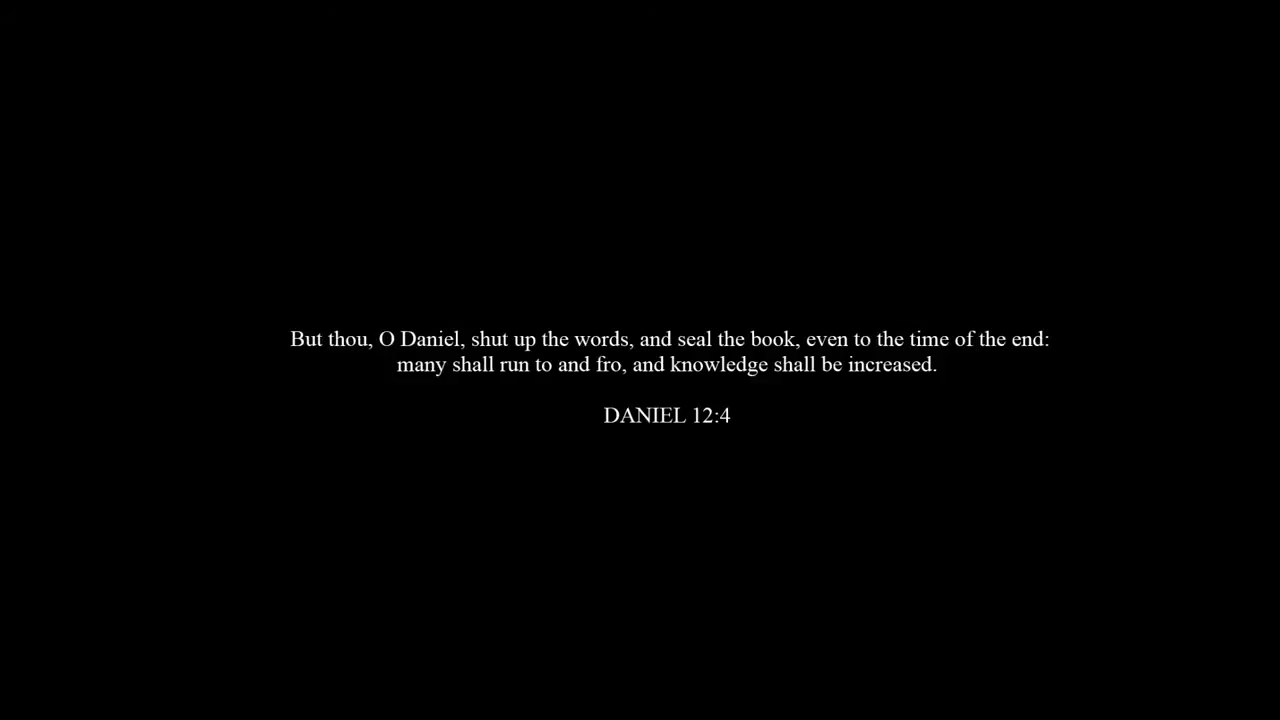 But thou, O Daniel, shut up the words, and seal the book, even to the time of the end:
many shall run to and fro, and knowledge shall be increased.
DANIEL 12:4